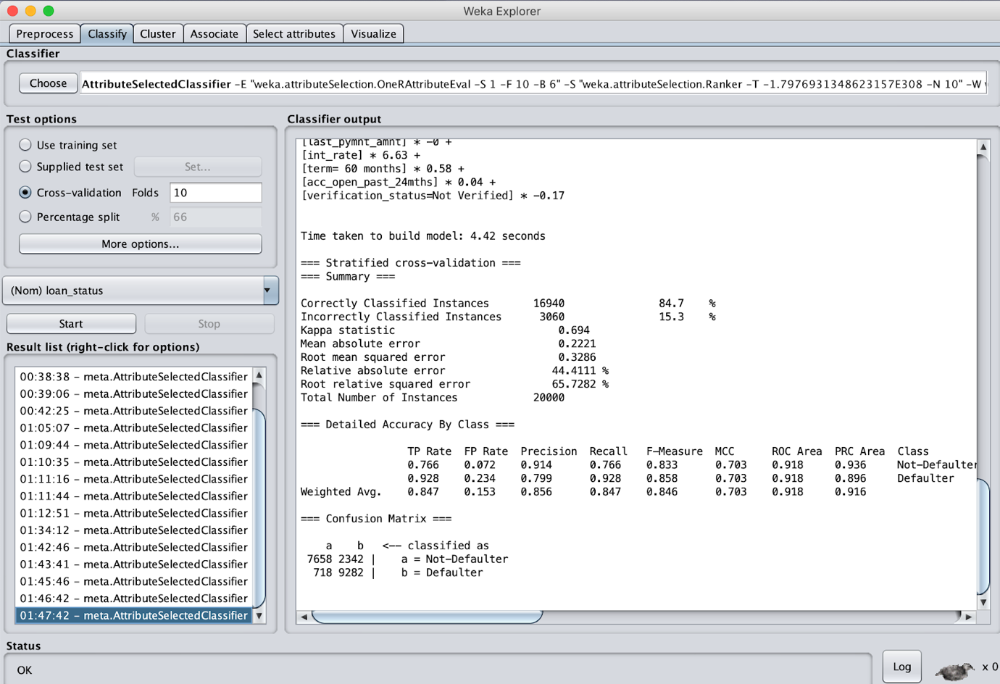 Weka Explorer
Preprocess Classify Cluster Associate Select attributes Visualize
Classifier
Choose AttributeSelectedClassifier -E "weka.attributeSelection.OneRAttributeEval -S 1 -F 10 -B 6" -S "weka.attributeSelection.Ranker -T -1.7976931348623157E308 -N 10" -W
Test options
Use training set
Supplied test set Set...
Cross-validation Folds 10
Percentage split % 66
More options...
(Nom) loan_status
Start Stop
Result list (right-click for options)
00:38:38 - meta.AttributeSelectedClassifier
00:39:06 - meta.AttributeSelectedClassifier
00:42:25 - meta.AttributeSelectedClassifier
01:05:07 - meta.AttributeSelectedClassifier
01:09:44 - meta.AttributeSelectedClassifier
01:10:35 - meta.AttributeSelectedClassifier
01:11:16 - meta.AttributeSelectedClassifier
01:11:44 - meta.AttributeSelectedClassifier
01:12:51 - meta.AttributeSelectedClassifier
01:34:12 - meta.AttributeSelectedClassifier
01:42:46 - meta.AttributeSelectedClassifier
01:43:41 - meta.AttributeSelectedClassifier
01:45:46 - meta.AttributeSelectedClassifier
01:46:42 - meta.AttributeSelectedClassifier
01:47:42 - meta.AttributeSelectedClassifier
Classifier output
[last_pymnt_amnt] * -0 +
[int_rate] * 6.63 +
[term= 60 months] * 0.58 +
[acc_open_past_24mths] * 0.04 +
[verification_status=Not Verified] * -0.17
Time taken to build model: 4.42 seconds
=== Stratified cross-validation ===
=== Summary ===
Correctly Classified Instances 16940 84.7 %
Incorrectly Classified Instances 3060 15.3 %
Kappa statistic 0.694
Mean absolute error 0.2221
Root mean squared error 0.3286
Relative absolute error 44.4111 %
Root relative squared error 65.7282 %
Total Number of Instances 20000
=== Detailed Accuracy By Class ===
TP Rate FP Rate Precision Recall F-Measure MCC ROC Area PRC Area Class
0.766 0.072 0.914 0.766 0.833 0.703 0.918 0.936 Not-Defaulter
0.928 0.234 0.799 0.928 0.858 0.703 0.918 0.896 Defaulter
Weighted Avg. 0.847 0.153 0.856 0.847 0.846 0.703 0.918 0.916
=== Confusion Matrix ===
a b <-- classified as
7658 2342 | a = Not-Defaulter
718 9282 | b = Defaulter
Status
OK
Log
x 0